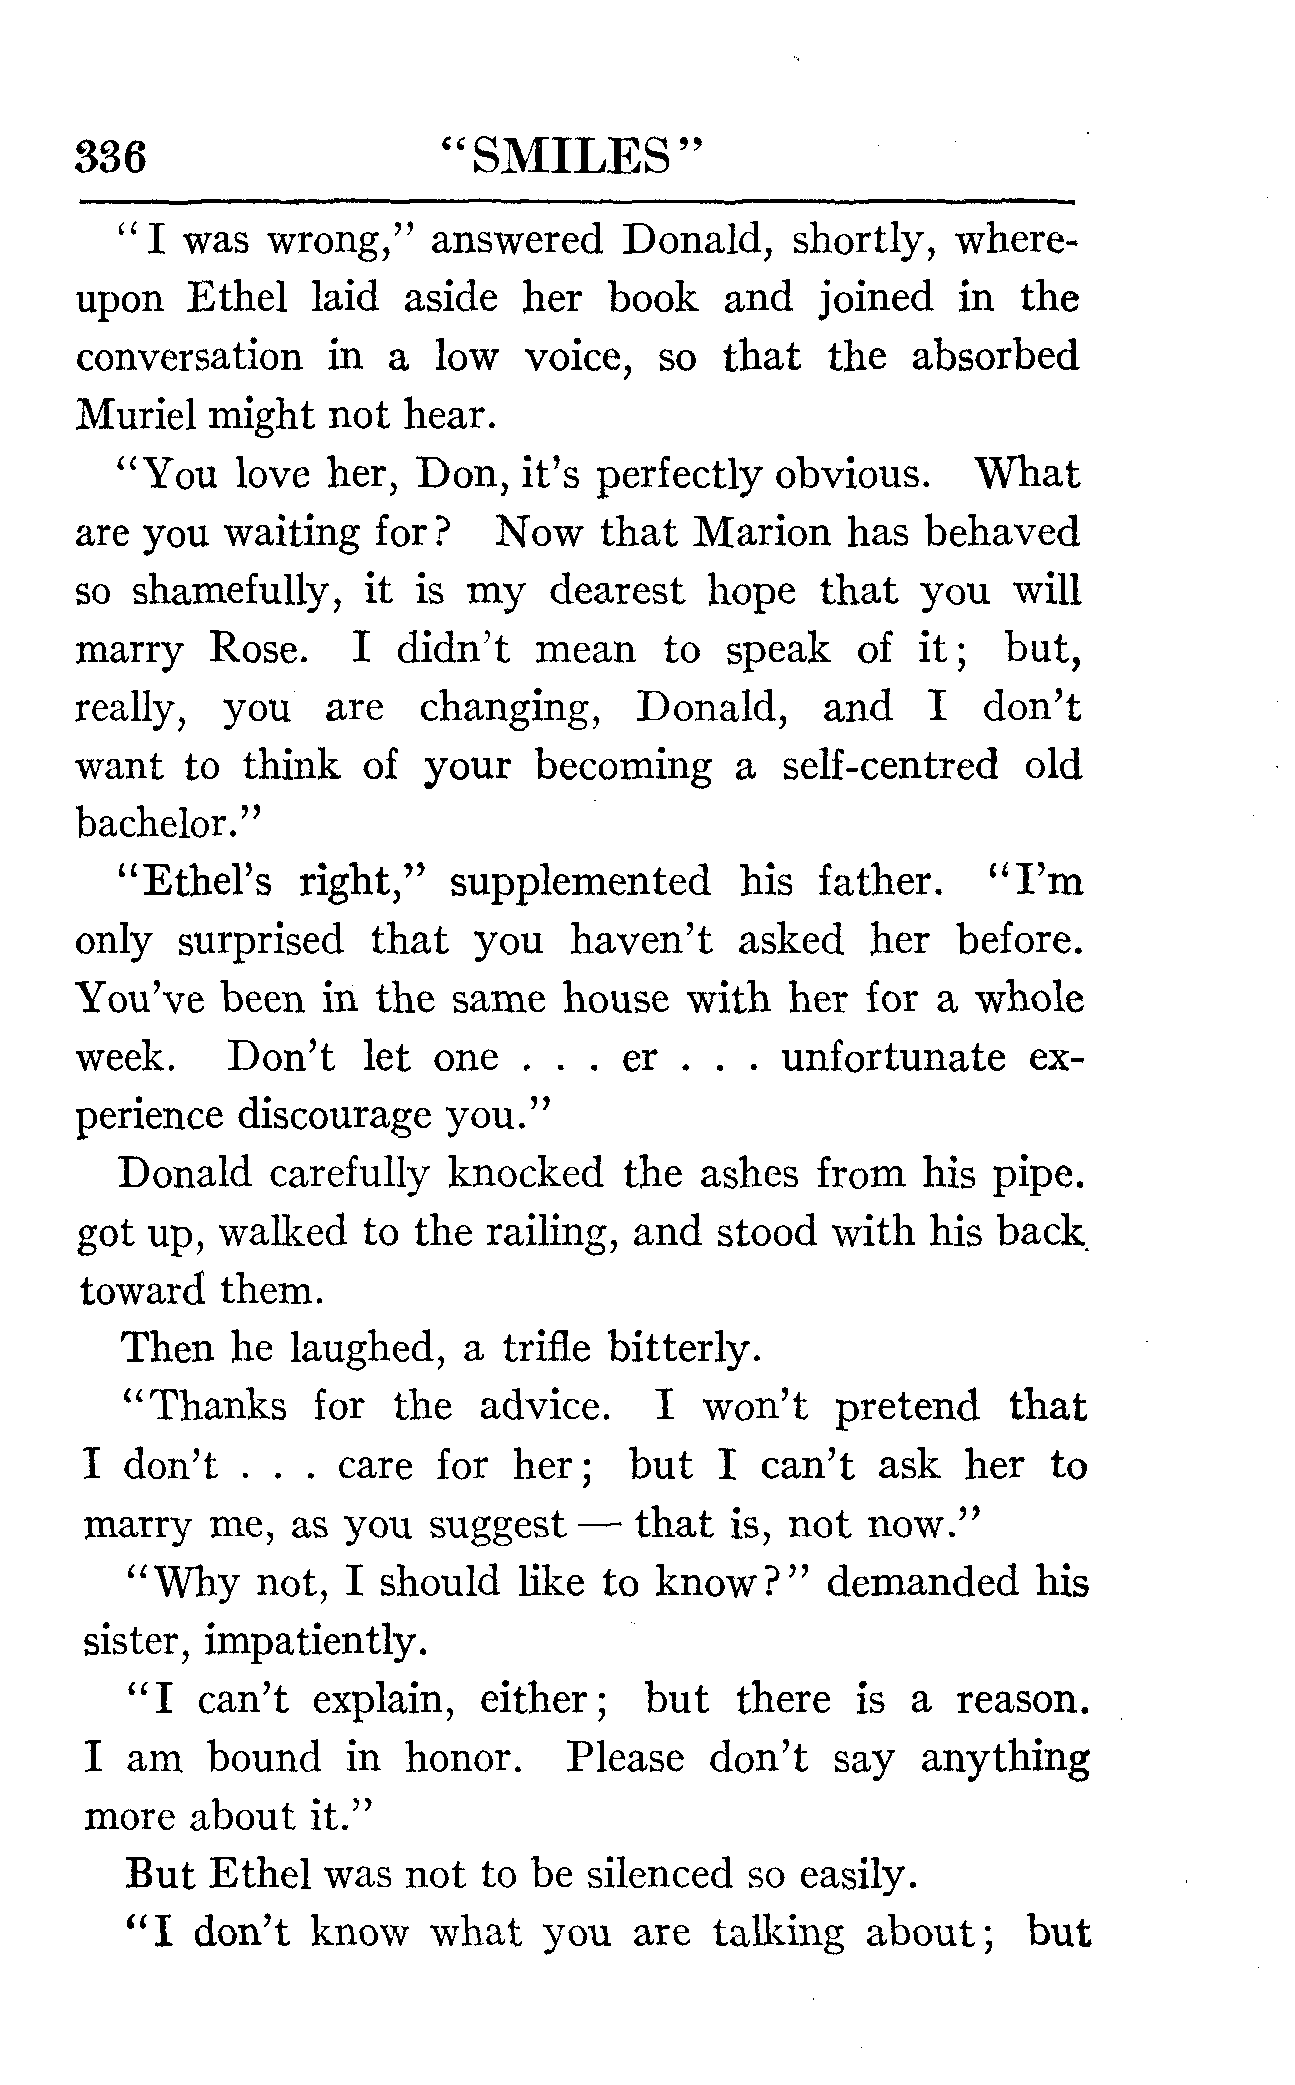 336 "SMILES"
"I was wrong," answered Donald, shortly, where-
upon Ethel laid aside her book and joined in the
conversation in a low voice, so that the absorbed
Muriel might not hear.
"You love her, Don, it's perfectly obvious. What
are you waiting for? Now that Marion has behaved
so shamefully, it is my dearest hope that you will
marry Rose. I didn't mean to speak of it; but,
really, you are changing, Donald, and I don't
want to think of your becoming a self-centred old
bachelor."
"Ethel's right," supplemented his father. "I'm
only surprised that you haven't asked her before.
You've been in the same house with her for a whole
week. Don't let one . . . er . . . unfortunate ex-
perience discourage you."
Donald carefully knocked the ashes from his pipe.
got up, walked to the railing, and stood with his back
toward them.
Then he laughed, a trifle bitterly.
"Thanks for the advice. I won't pretend that
I don't . . . care for her; but I can't ask her to
marry me, as you suggest — that is, not now."
"Why not, I should like to know?" demanded his
sister, impatiently.
"I can't explain, either; but there is a reason.
I am bound in honor. Please don't say anything
more about it."
But Ethel was not to be silenced so easily.
"I don't know what you are talking about; but